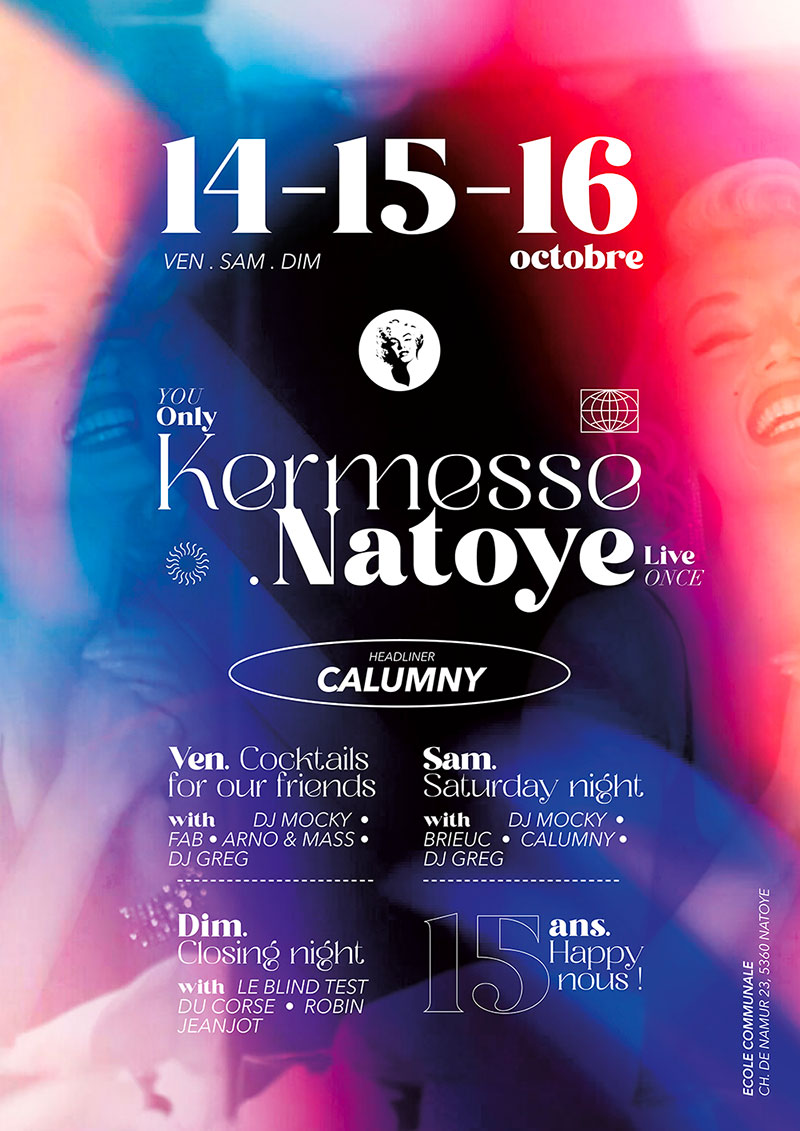 14-15-16
VEN . SAM . DIM
octobre
YOU
Only
Kermesse
.Natoye
Live
ONCE
HEADLINER
CALUMNY
Ven. Cocktails
for our friends
with DJ MOCKY •
FAB • ARNO & MASS •
DJ GREG
Sam.
Saturday night
with DJ MOCKY •
BRIEUC • CALUMNY •
DJ GREG
Dim.
Closing night
with LE BLIND TEST
DU CORSE • ROBIN
JEANJOT
15 ans.
Happy
nous !
ECOLE COMMUNALE
CH. DE NAMUR 23, 5360 NATOYE